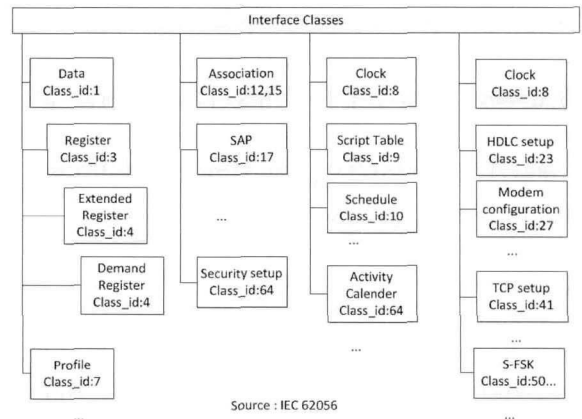 Interface Classes
Data
Class_id:1
Register
Class_id:3
Extended
Register
Class_id:4
Demand
Register
Class_id:4
Profile
Class_id:7
...
Association
Class_id:12,15
SAP
Class_id:17
...
Security setup
Class_id:64
Clock
Class_id:8
Script Table
Class_id:9
Schedule
Class_id:10
...
Activity
Calender
Class_id:64
...
Clock
Class_id:8
HDLC setup
Class_id:23
Modem
configuration
Class_id:27
...
TCP setup
Class_id:41
...
S-FSK
Class_id:50...
...
Source : IEC 62056